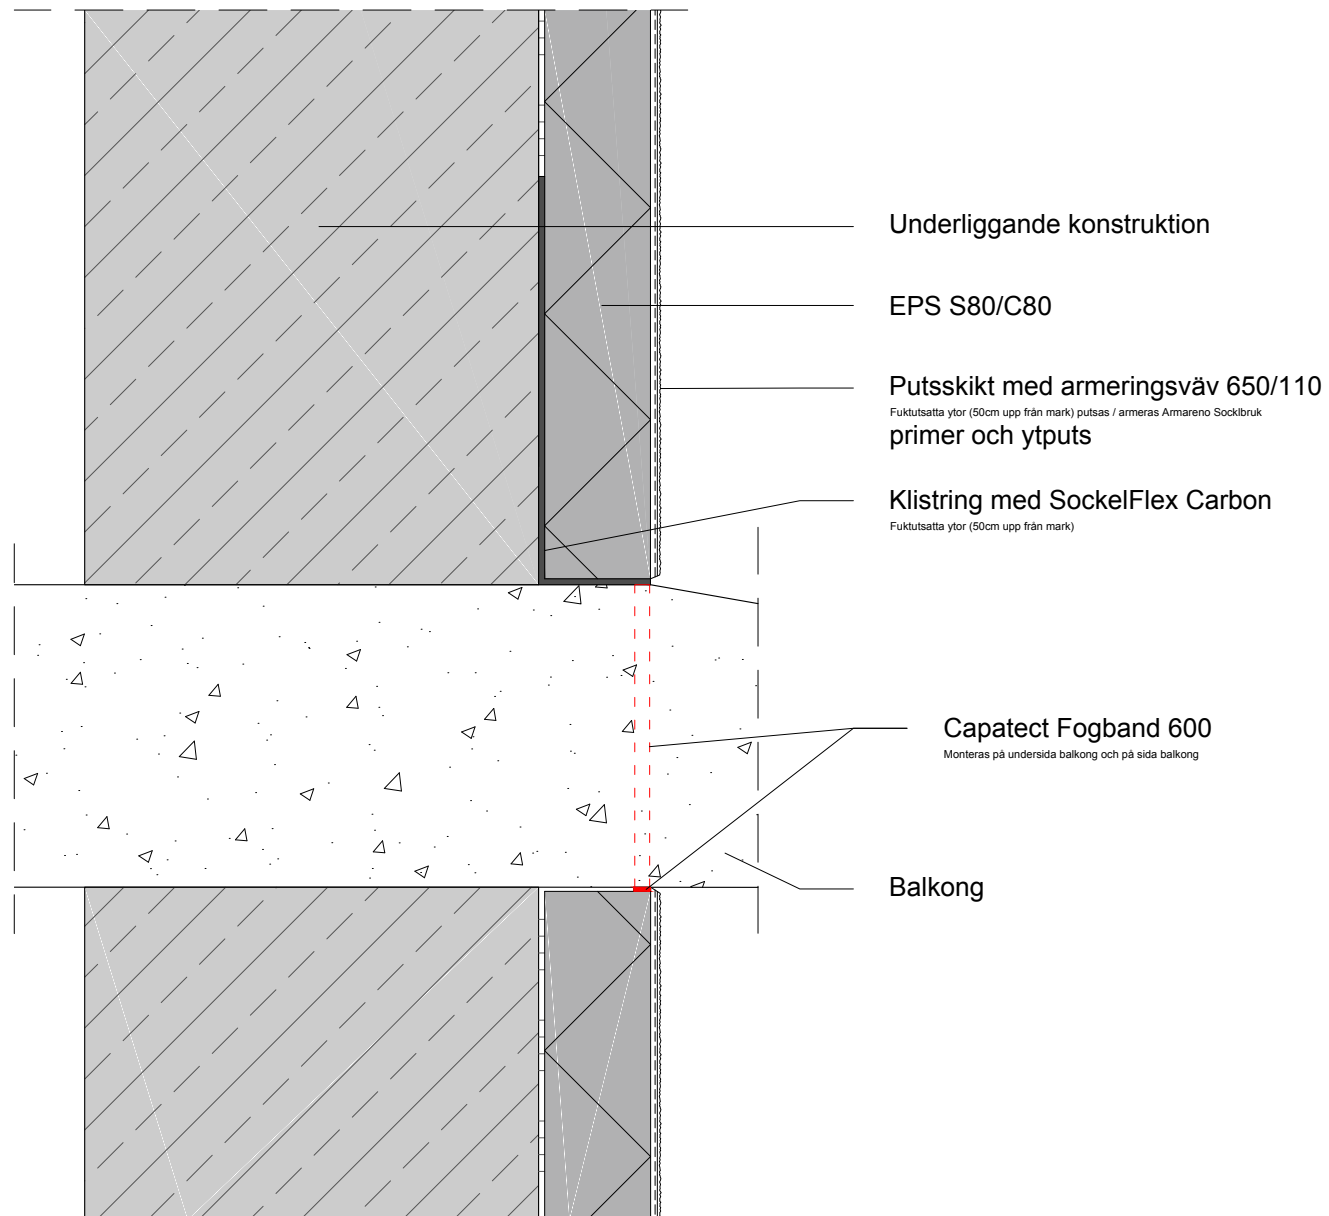 Underliggande konstruktion
EPS S80/C80
Putsskikt med armeringsväv 650/110
Fuktutsatta ytor (50cm upp från mark) putsas / armeras Armareno Socklbruk
primer och ytputs
Klistring med SockelFlex Carbon
Fuktutsatta ytor (50cm upp från mark)
Capatect Fogband 600
Monteras på undersida balkong och på sida balkong
Balkong